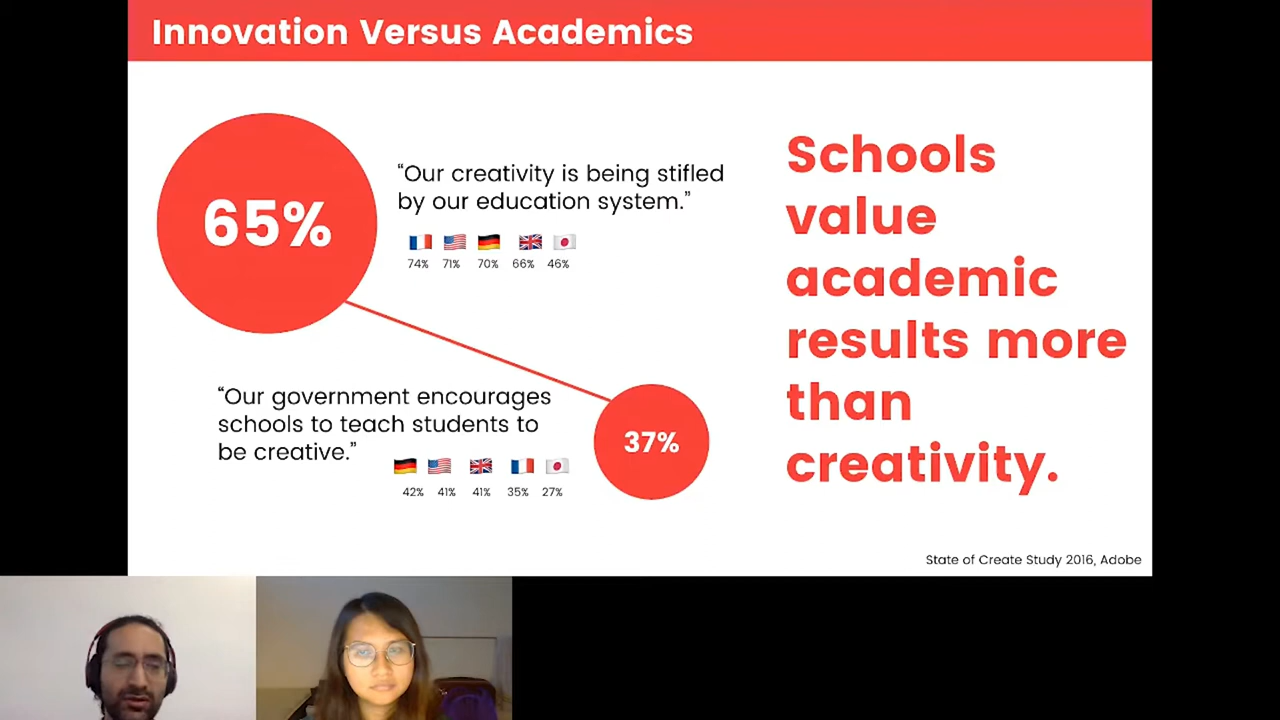 Innovation Versus Academics
65%
“Our creativity is being stifled
by our education system.”
74% 71% 70% 66% 46%
“Our government encourages
schools to teach students to
be creative.”
42% 41% 41% 35% 27%
37%
Schools
value
academic
results more
than
creativity.
State of Create Study 2016, Adobe